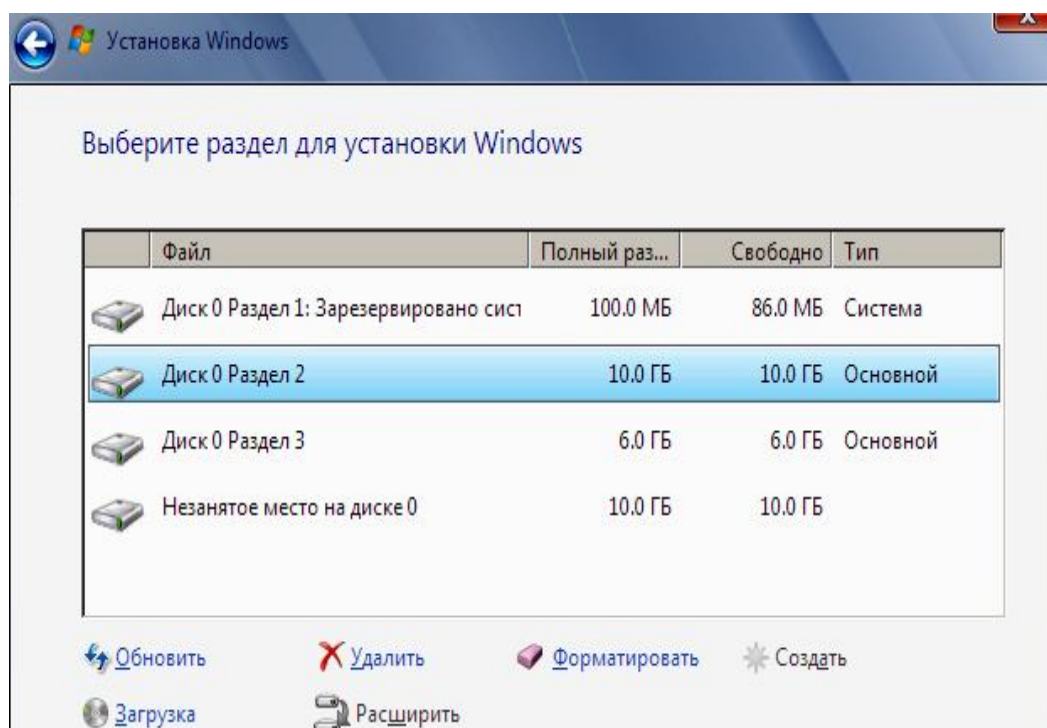 Установка Windows
Выберите раздел для установки Windows
Файл Полный раз... Свободно Тип
Диск 0 Раздел 1: Зарезервировано сист 100.0 МБ 86.0 МБ Система
Диск 0 Раздел 2 10.0 ГБ 10.0 ГБ Основной
Диск 0 Раздел 3 6.0 ГБ 6.0 ГБ Основной
Незанятое место на диске 0 10.0 ГБ 10.0 ГБ
Обновить Удалить Форматировать Создать
Загрузка Расширить